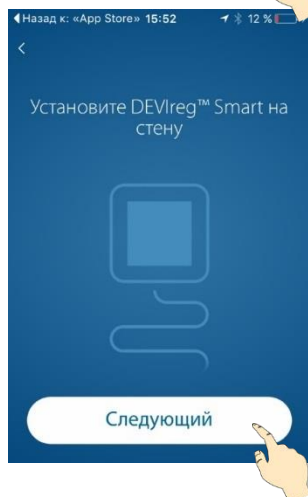 Назад к: «App Store» 15:52 12 %
Установите DEVIreg™ Smart на
стену
Следующий